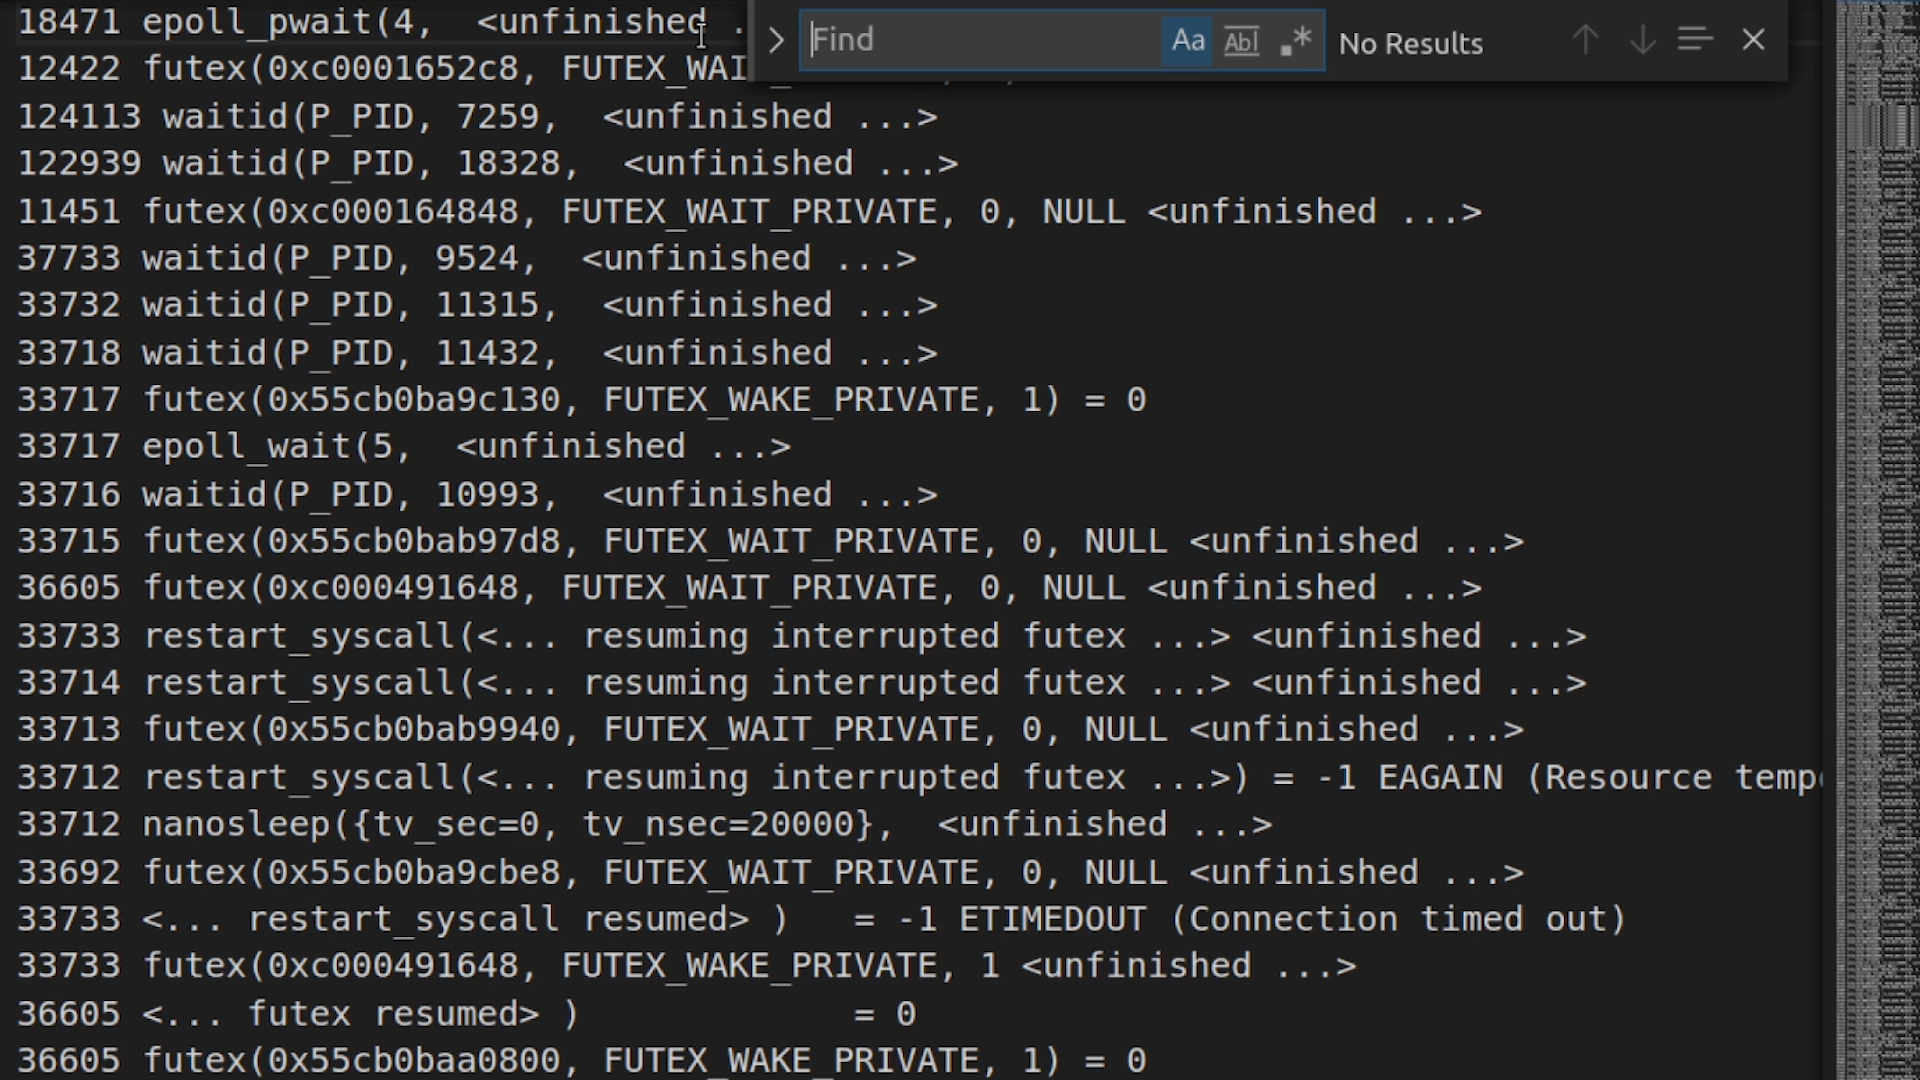 18471 epoll_pwait(4,  <unfinished .
Find
Aa
Abl
.*
No Results
12422 futex(0xc0001652c8, FUTEX_WAI
124113 waitid(P_PID, 7259,  <unfinished ...>
122939 waitid(P_PID, 18328,  <unfinished ...>
11451 futex(0xc000164848, FUTEX_WAIT_PRIVATE, 0, NULL <unfinished ...>
37733 waitid(P_PID, 9524,  <unfinished ...>
33732 waitid(P_PID, 11315,  <unfinished ...>
33718 waitid(P_PID, 11432,  <unfinished ...>
33717 futex(0x55cb0ba9c130, FUTEX_WAKE_PRIVATE, 1) = 0
33717 epoll_wait(5,  <unfinished ...>
33716 waitid(P_PID, 10993,  <unfinished ...>
33715 futex(0x55cb0bab97d8, FUTEX_WAIT_PRIVATE, 0, NULL <unfinished ...>
36605 futex(0xc000491648, FUTEX_WAIT_PRIVATE, 0, NULL <unfinished ...>
33733 restart_syscall(<... resuming interrupted futex ...> <unfinished ...>
33714 restart_syscall(<... resuming interrupted futex ...> <unfinished ...>
33713 futex(0x55cb0bab9940, FUTEX_WAIT_PRIVATE, 0, NULL <unfinished ...>
33712 restart_syscall(<... resuming interrupted futex ...>) = -1 EAGAIN (Resource temp
33712 nanosleep({tv_sec=0, tv_nsec=20000},  <unfinished ...>
33692 futex(0x55cb0ba9cbe8, FUTEX_WAIT_PRIVATE, 0, NULL <unfinished ...>
33733 <... restart_syscall resumed> )   = -1 ETIMEDOUT (Connection timed out)
33733 futex(0xc000491648, FUTEX_WAKE_PRIVATE, 1 <unfinished ...>
36605 <... futex resumed> )             = 0
36605 futex(0x55cb0baa0800, FUTEX_WAKE_PRIVATE, 1) = 0